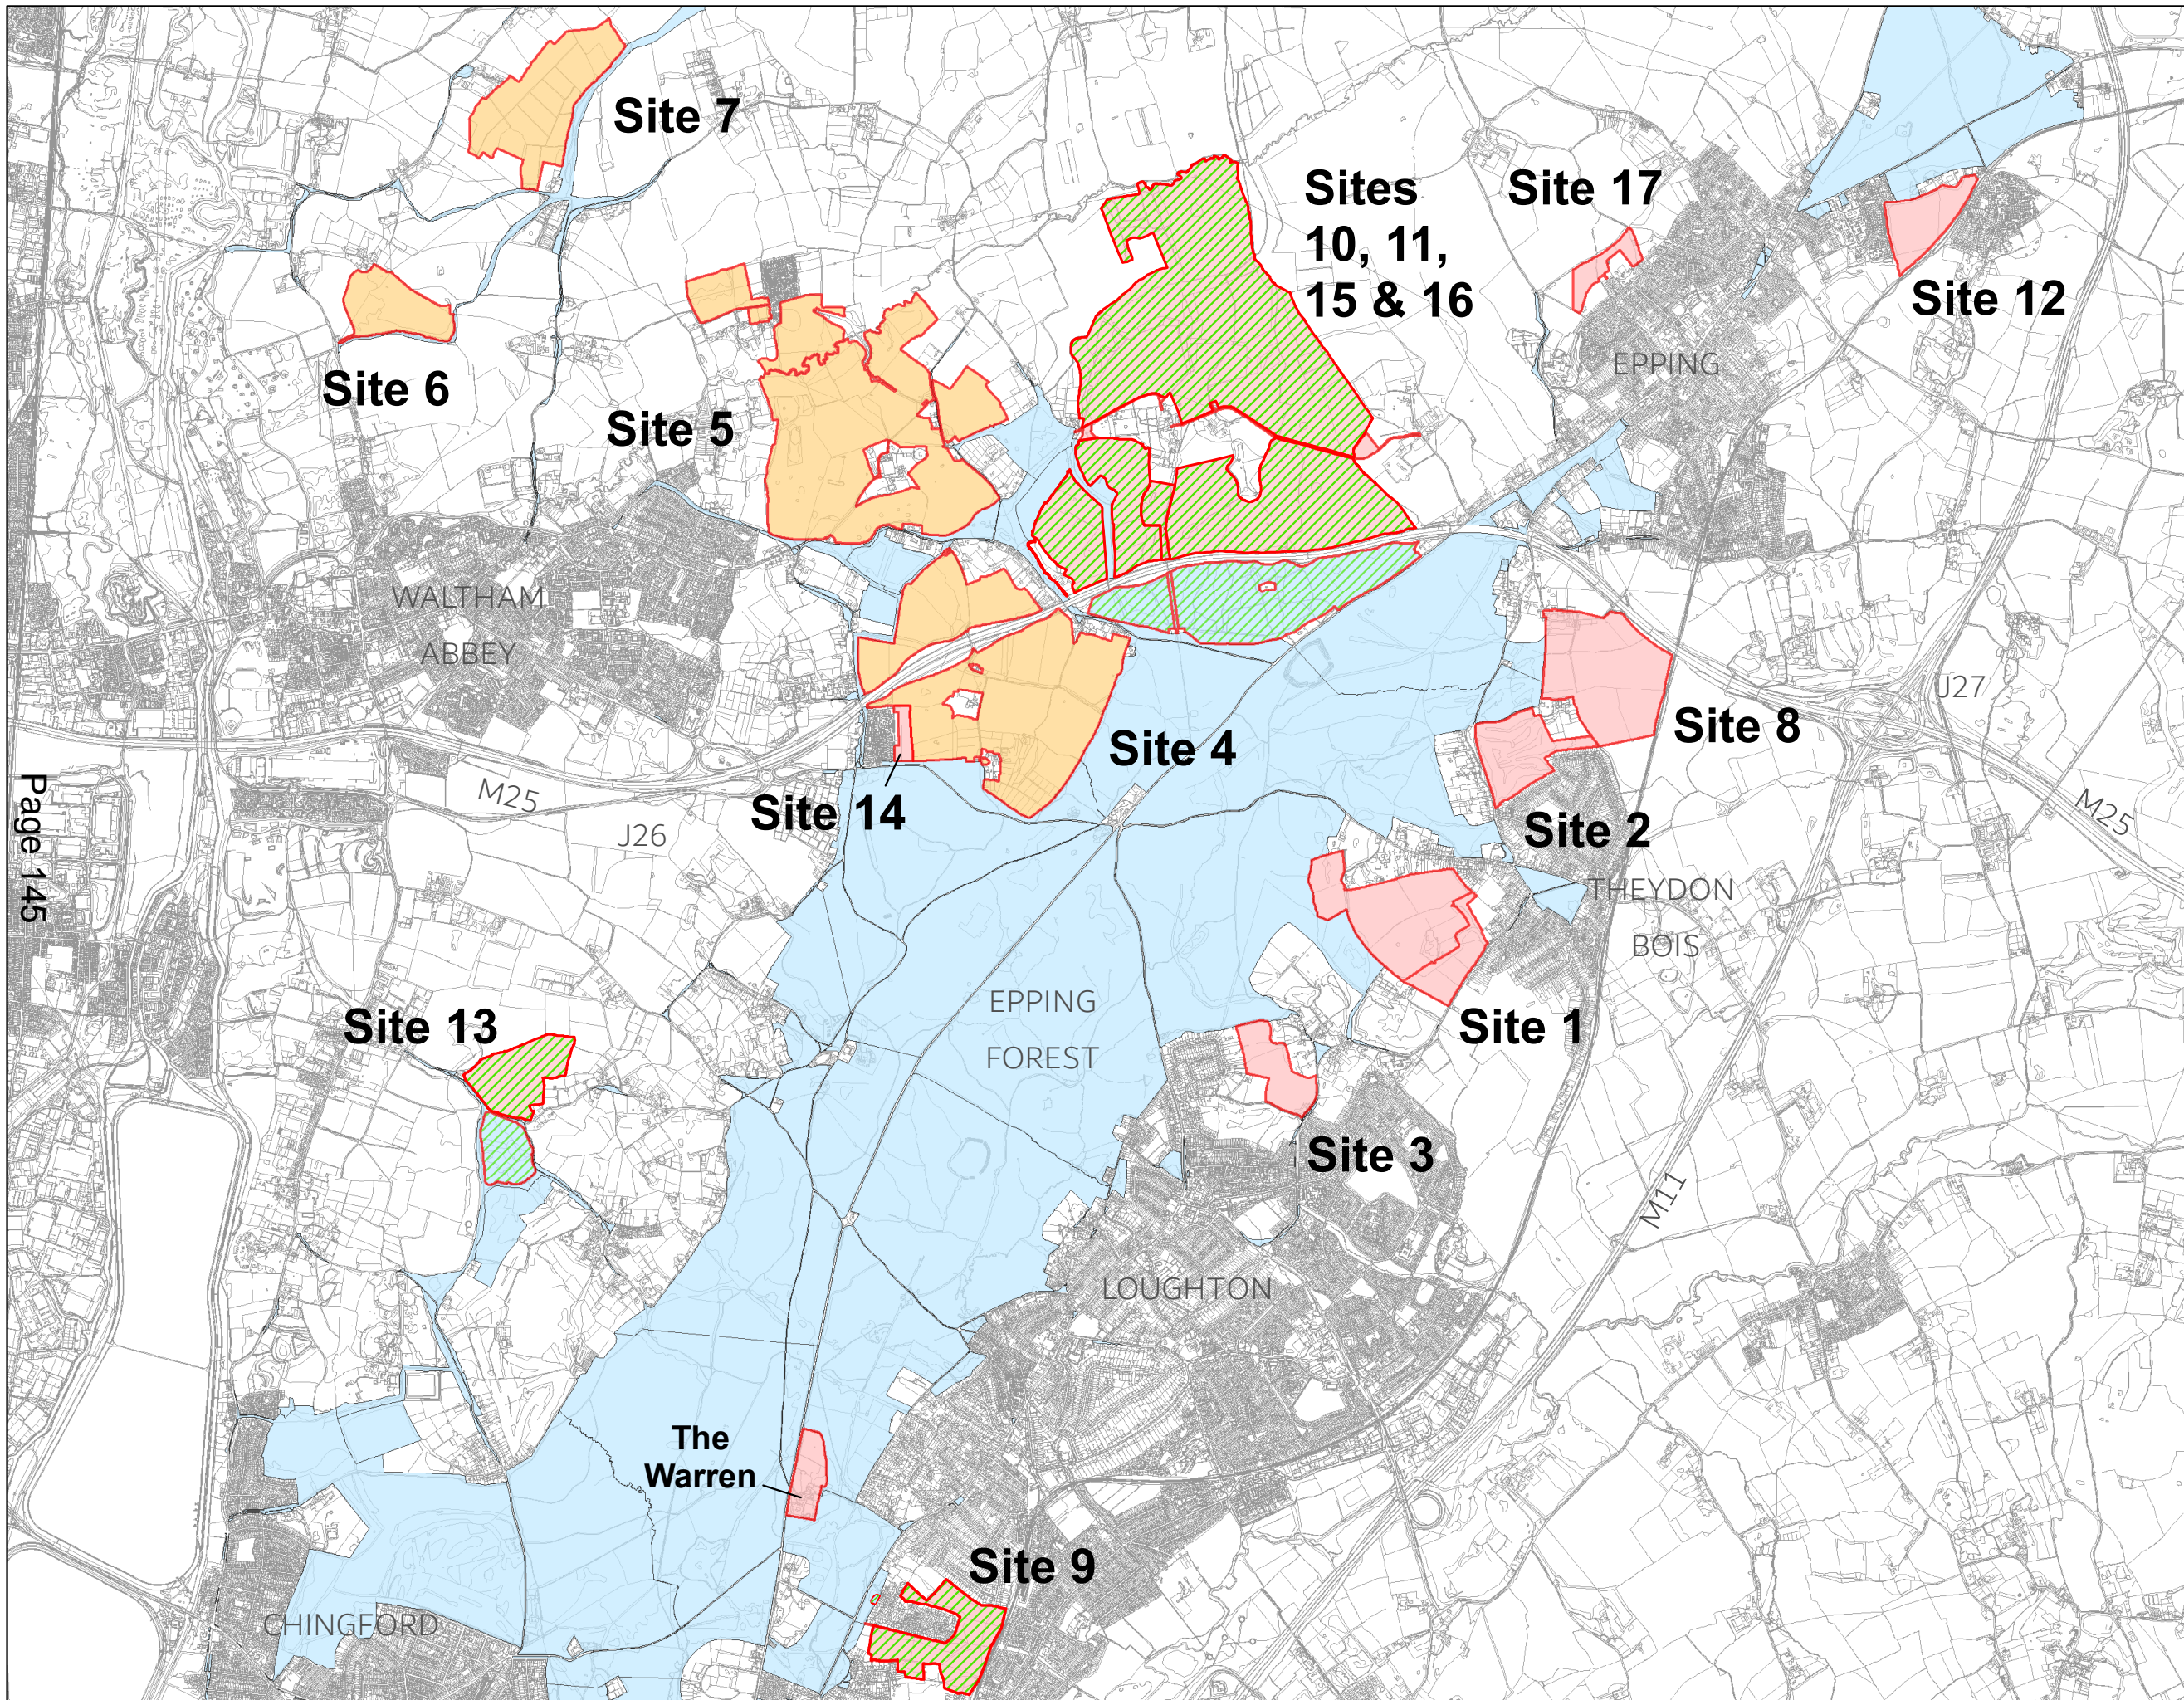 Site 7
Sites
10, 11,
15 & 16
Site 17
Site 12
EPPING
Site 6
Site 5
WALTHAM
ABBEY
J27
Site 8
Site 4
M25
Site 14
J26
M25
Site 2
Page 145
THEYDON
BOIS
EPPING
FOREST
Site 13
Site 1
Site 3
M11
LOUGHTON
The
Warren
Site 9
CHINGFORD